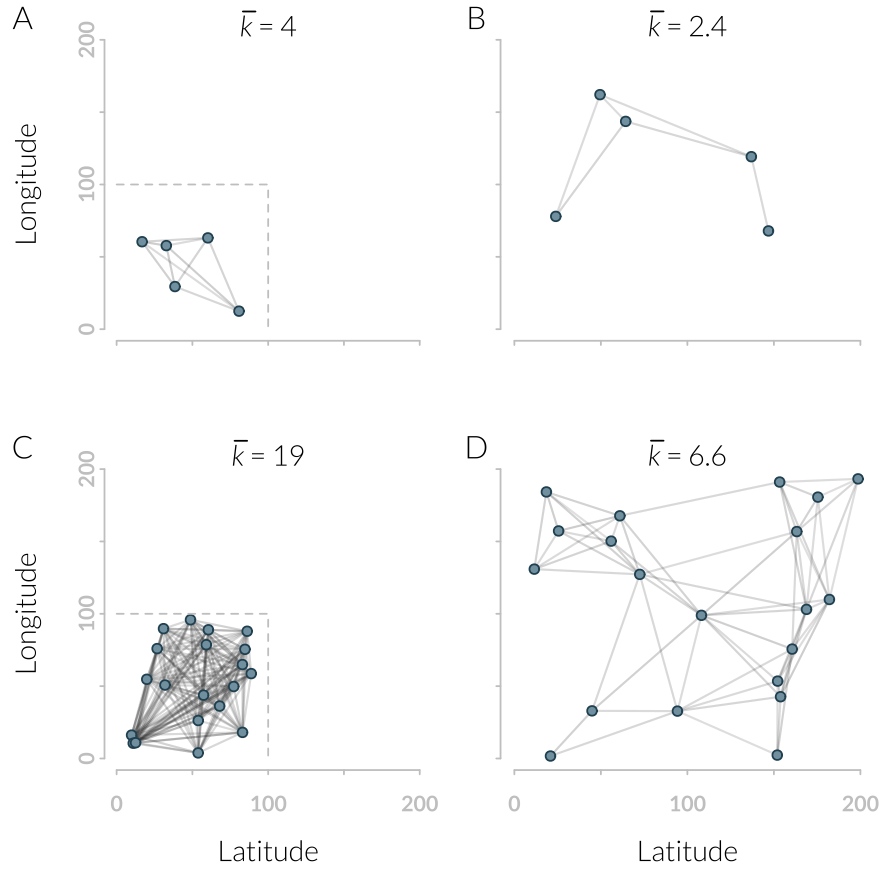 A
k̅ = 4
B
k̅ = 2.4
200
100
0
Longitude
C
k̅ = 19
D
k̅ = 6.6
200
100
0
Longitude
0
100
200
0
100
200
Latitude
Latitude